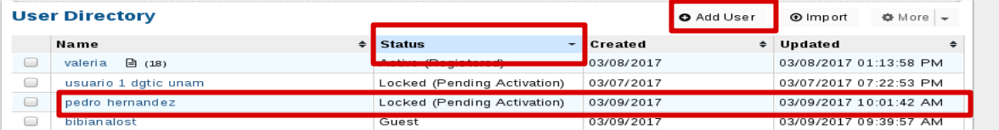 User Directory Add User Import More
Name Status Created Updated
valeria (18) Active (Registered) 03/08/2017 03/08/2017 01:13:58 PM
usuario 1 dgtic unam Locked (Pending Activation) 03/07/2017 03/07/2017 07:22:53 PM
pedro hernandez Locked (Pending Activation) 03/09/2017 03/09/2017 10:01:42 AM
bibianalost Guest 03/09/2017 03/09/2017 09:39:57 AM